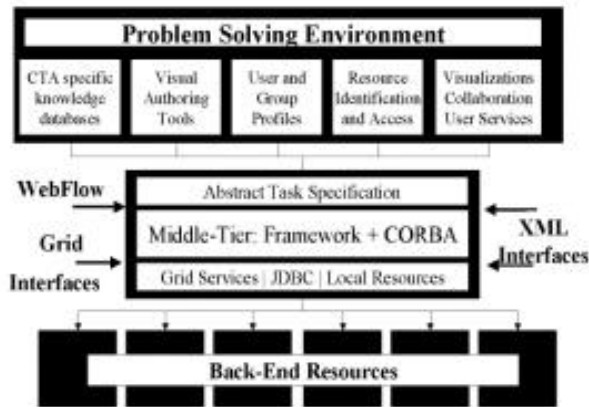 Problem Solving Environment
CTA specific
knowledge
databases
Visual
Authoring
Tools
User and
Group
Profiles
Resource
Identification
and Access
Visualizations
Collaboration
User Services
WebFlow
Abstract Task Specification
Middle-Tier: Framework + CORBA
Grid
Interfaces
XML
Interfaces
Grid Services | JDBC | Local Resources
Back-End Resources